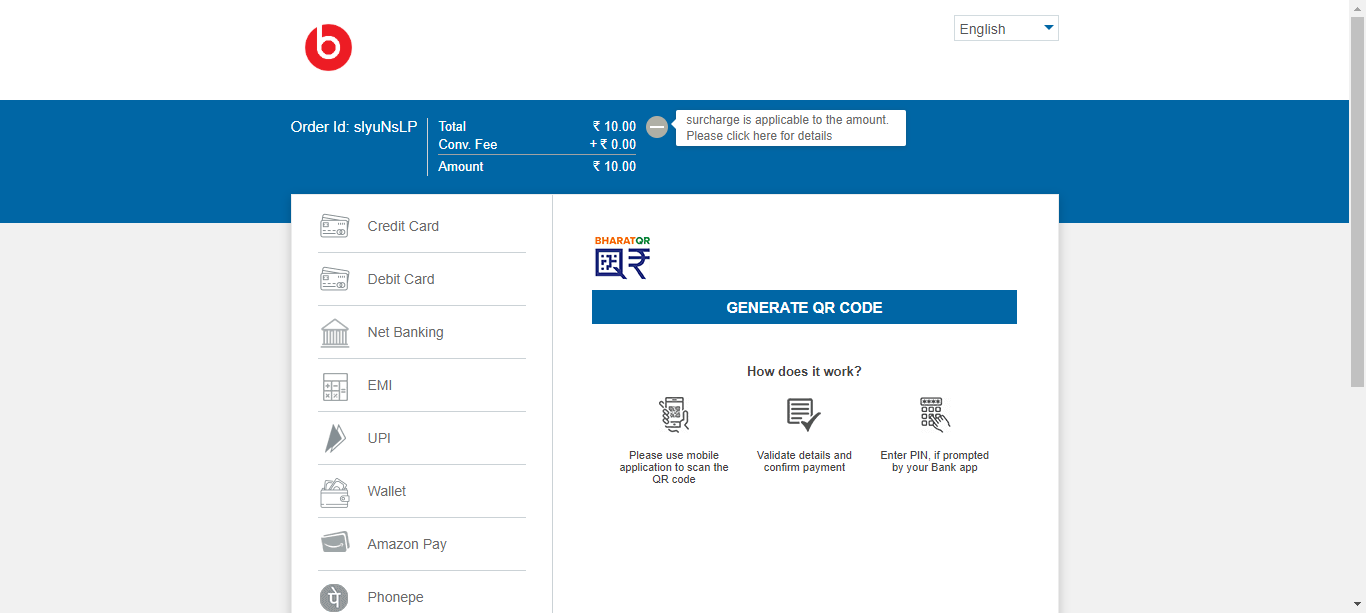 b
English
Order Id: slyuNsLP
Total ₹ 10.00
Conv. Fee + ₹ 0.00
Amount ₹ 10.00
surcharge is applicable to the amount.
Please click here for details
Credit Card
Debit Card
Net Banking
EMI
UPI
Wallet
Amazon Pay
Phonepe
BHARATQR
GENERATE QR CODE
How does it work?
Please use mobile
application to scan the
QR code
Validate details and
confirm payment
Enter PIN, if prompted
by your Bank app